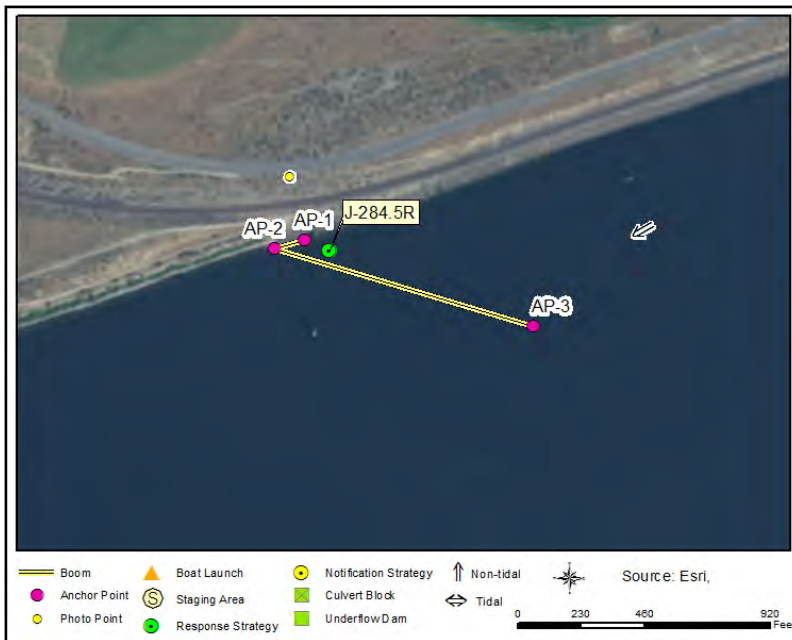 J-284.5R
AP-1
AP-2
AP-3
Boom
Boat Launch
Notification Strategy
Non-tidal
Source: Esri,
Anchor Point
S
Staging Area
Culvert Block
Tidal
Photo Point
Response Strategy
Underflow Dam
0 230 460 920
Fee